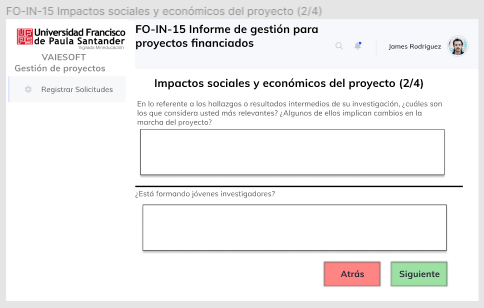 FO-IN-15 Impactos sociales y económicos del proyecto (2/4)
Universidad Francisco
de Paula Santander
Vigilada Mineducación
VAIESOFT
Gestión de proyectos
Registrar Solicitudes
FO-IN-15 Informe de gestión para
proyectos financiados
James Rodriguez
Impactos sociales y económicos del proyecto (2/4)
En lo referente a los hallazgos o resultados intermedios de su investigación, ¿cuáles son
los que considera usted más relevantes? ¿Algunos de ellos implican cambios en la
marcha del proyecto?
¿Está formando jóvenes investigadores?
Atrás
Siguiente